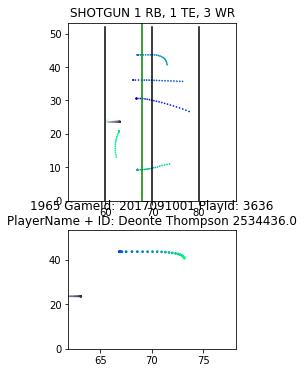 SHOTGUN 1 RB, 1 TE, 3 WR
50
40
30
20
10
0
60 70 80
1965 GameId: 2017091001 PlayId: 3636
PlayerName + ID: Deonte Thompson 2534436.0
40
20
0
65 70 75